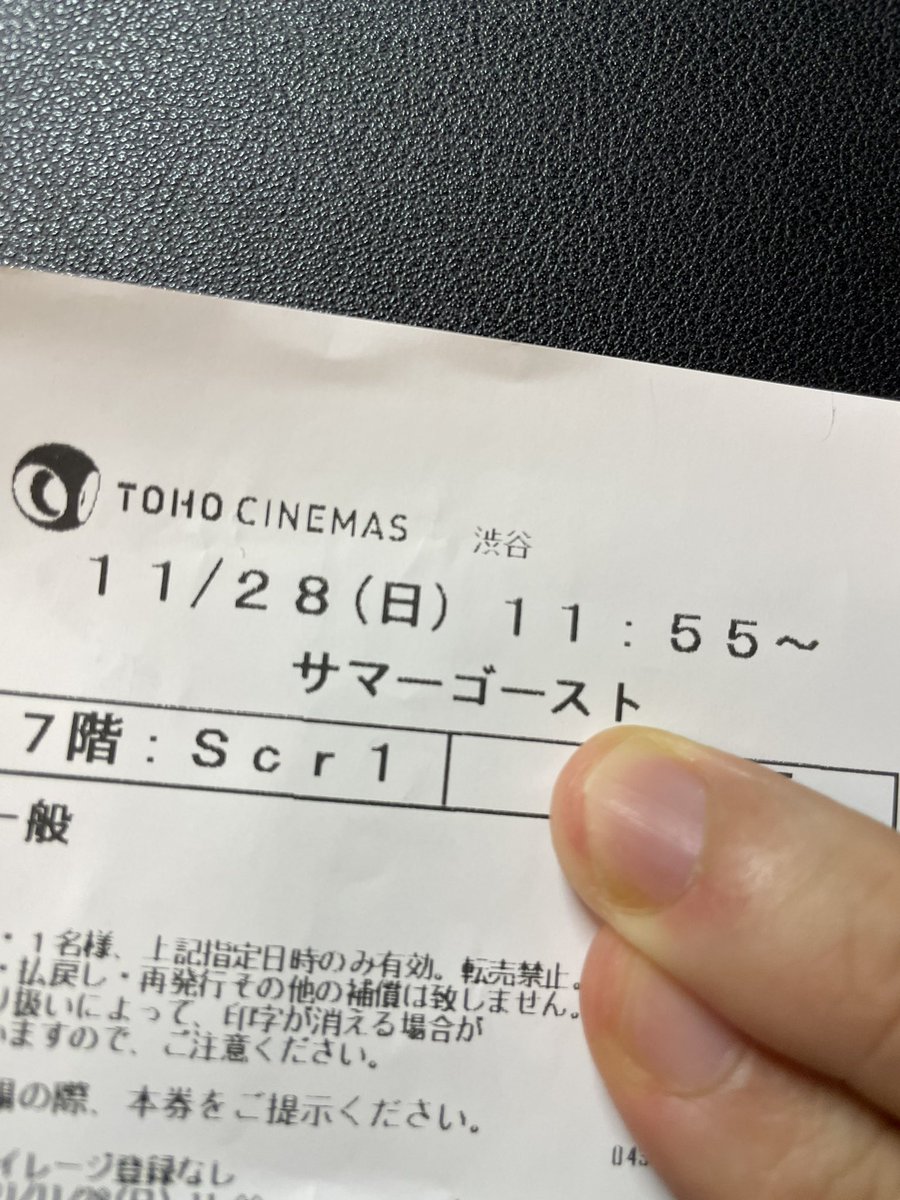 TOHO CINEMAS 渋谷
11/28(日) 11:55~
サマーゴースト
7階:Scr1
一般
・1名様、上記指定日時のみ有効。転売禁止。
・払戻し・再発行その他の補償は致しません。
り扱いによって、印字が消える場合が
いますので、ご注意ください。
の際、本券をご提示ください。
イレージ登録なし